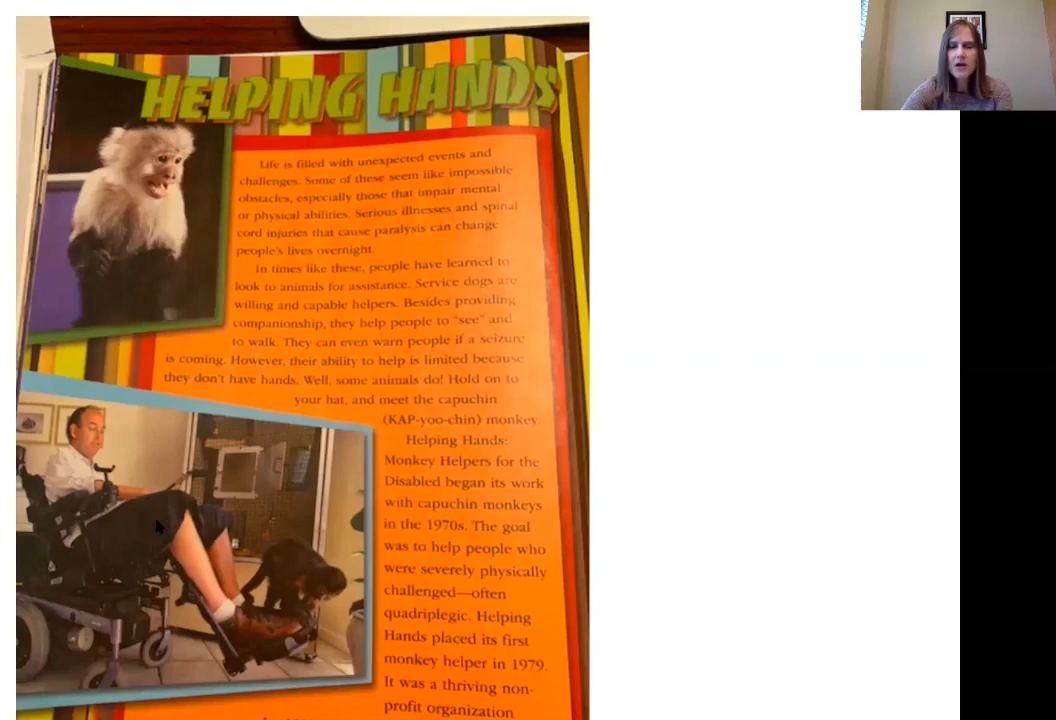 HELPING HANDS
Life is filled with unexpected events and
challenges. Some of these seem like impossible
obstacles, especially those that impair mental
or physical abilities. Serious illnesses and spinal
cord injuries that cause paralysis can change
people's lives overnight.
In times like these, people have learned to
look to animals for assistance. Service dogs are
willing and capable helpers. Besides providing
companionship, they help people to "see" and
to walk. They can even warn people if a seizure
is coming. However, their ability to help is limited because
they don't have hands. Well, some animals do! Hold on to
your hat, and meet the capuchin
(KAP-yoo-chin) monkey.
Helping Hands:
Monkey Helpers for the
Disabled began its work
with capuchin monkeys
in the 1970s. The goal
was to help people who
were severely physically
challenged—often
quadriplegic. Helping
Hands placed its first
monkey helper in 1979.
It was a thriving non-
profit organization